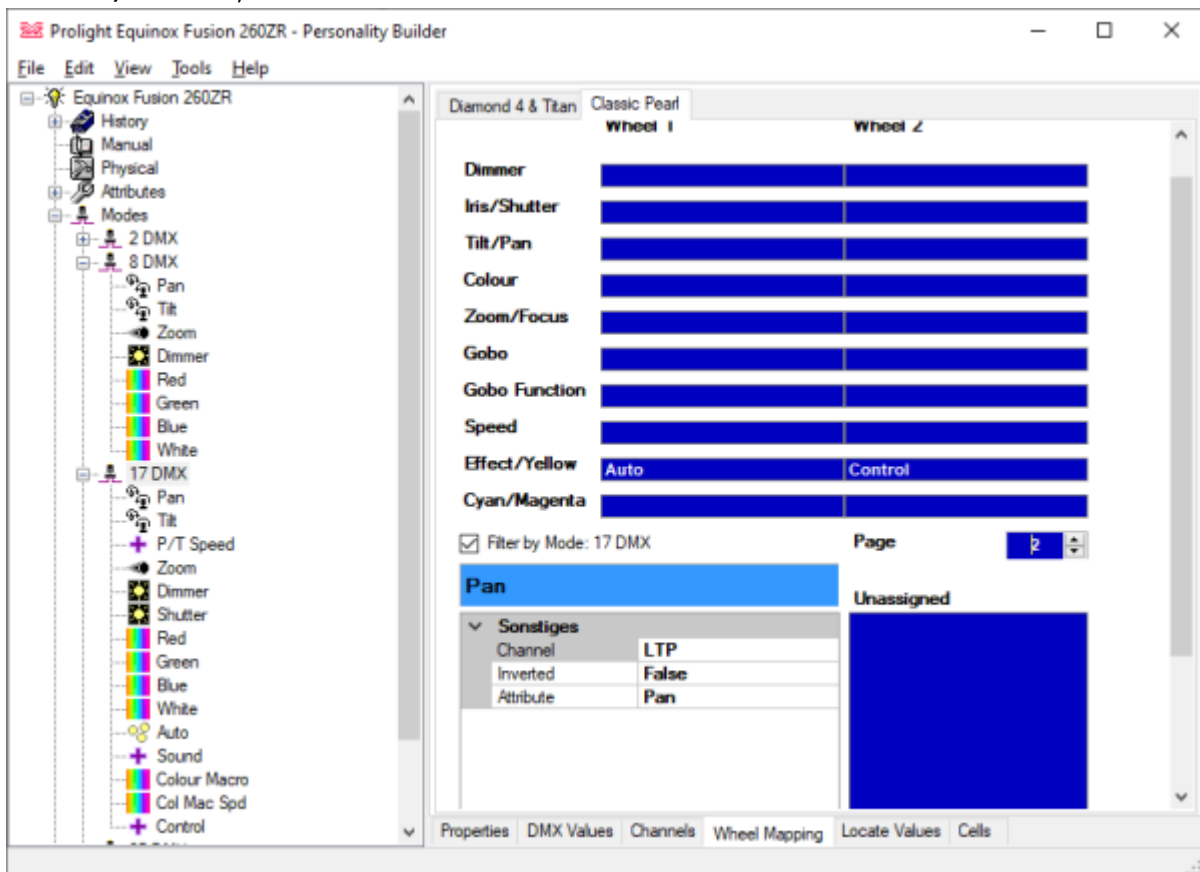 Prolight Equinox Fusion 260ZR - Personality Builder
File Edit View Tools Help
Equinox Fusion 260ZR
History
Manual
Physical
Attributes
Modes
2 DMX
8 DMX
Pan
Tilt
Zoom
Dimmer
Red
Green
Blue
White
17 DMX
Pan
Tilt
P/T Speed
Zoom
Dimmer
Shutter
Red
Green
Blue
White
Auto
Sound
Colour Macro
Col Mac Spd
Control
Diamond 4 & Titan Classic Pearl
Wheel 1 Wheel 2
Dimmer
Iris/Shutter
Tilt/Pan
Colour
Zoom/Focus
Gobo
Gobo Function
Speed
Effect/Yellow Auto Control
Cyan/Magenta
Filter by Mode: 17 DMX Page 2
Pan
Unassigned
Sonstiges
Channel LTP
Inverted False
Attribute Pan
Properties DMX Values Channels Wheel Mapping Locate Values Cells